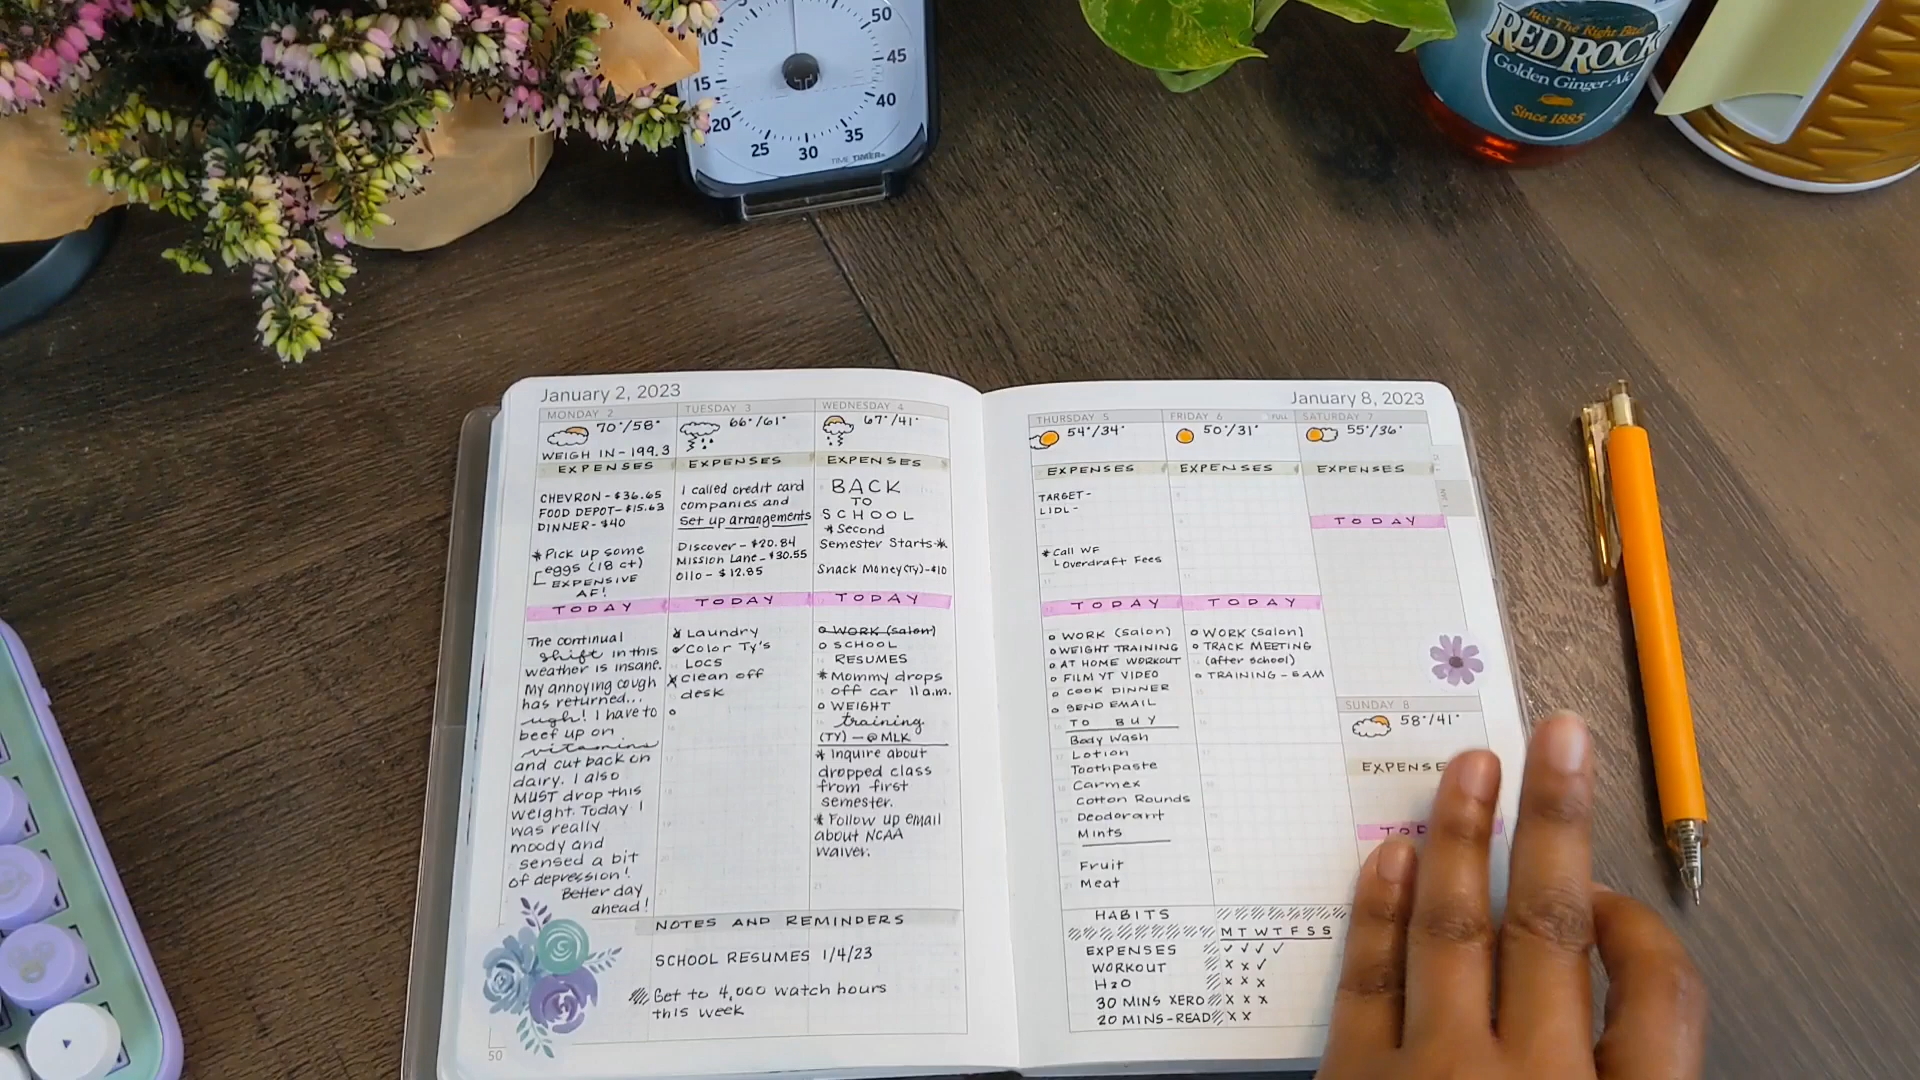 50
10
45
15
40
20
35
25
30
TIME TIMER
Just The Right Bite
RED ROCK
Golden Ginger Ale
Since 1885
January 2, 2023
MONDAY 2
70°/58°
WEIGH IN - 199.3
EXPENSES
CHEVRON - $36.65
FOOD DEPOT - $15.63
DINNER - $40
* Pick up some
eggs (18 ct)
EXPENSIVE
AF!
TODAY
The continual
shift in this
weather is insane.
My annoying cough
has returned...
ugh! I have to
beef up on
vitamins
and cut back on
dairy. I also
MUST drop this
weight. Today I
was really
moody and
sensed a bit
of depression!
Better day
ahead!
TUESDAY 3
66°/61°
EXPENSES
I called credit card
companies and
set up arrangements
Discover - $20.84
Mission Lane - $30.55
Ollo - $12.85
TODAY
Laundry
Color Ty's
Locs
Clean off
desk
WEDNESDAY 4
67°/41°
EXPENSES
BACK
TO
SCHOOL
* Second
Semester Starts *
Snack Money (Ty) - $10
TODAY
WORK (salon)
SCHOOL
RESUMES
* Mommy drops
off car 11 a.m.
WEIGHT
training
(TY) - @ MLK
* Inquire about
dropped class
from first
semester.
* Follow up email
about NCAA
waiver.
NOTES AND REMINDERS
SCHOOL RESUMES 1/4/23
Get to 4,000 watch hours
this week
50
January 8, 2023
THURSDAY 5
54°/34°
EXPENSES
TARGET -
LIDL -
* Call WF
Overdraft Fees
TODAY
WORK (salon)
WEIGHT TRAINING
AT HOME WORKOUT
FILM YT VIDEO
COOK DINNER
SEND EMAIL
TO BUY
Body Wash
Lotion
Toothpaste
Carmex
Cotton Rounds
Deodorant
Mints
Fruit
Meat
FRIDAY 6
FULL
50°/31°
EXPENSES
TODAY
WORK (salon)
TRACK MEETING
(after school)
TRAINING - 6AM
SATURDAY 7
55°/36°
EXPENSES
TODAY
SUNDAY 8
58°/41°
EXPENSE
TOD
HABITS
M T W T F S S
EXPENSES ✓ ✓ ✓ ✓
WORKOUT x x ✓
H2O x x x
30 MINS XERO x x x
20 MINS-READ x x
JAN